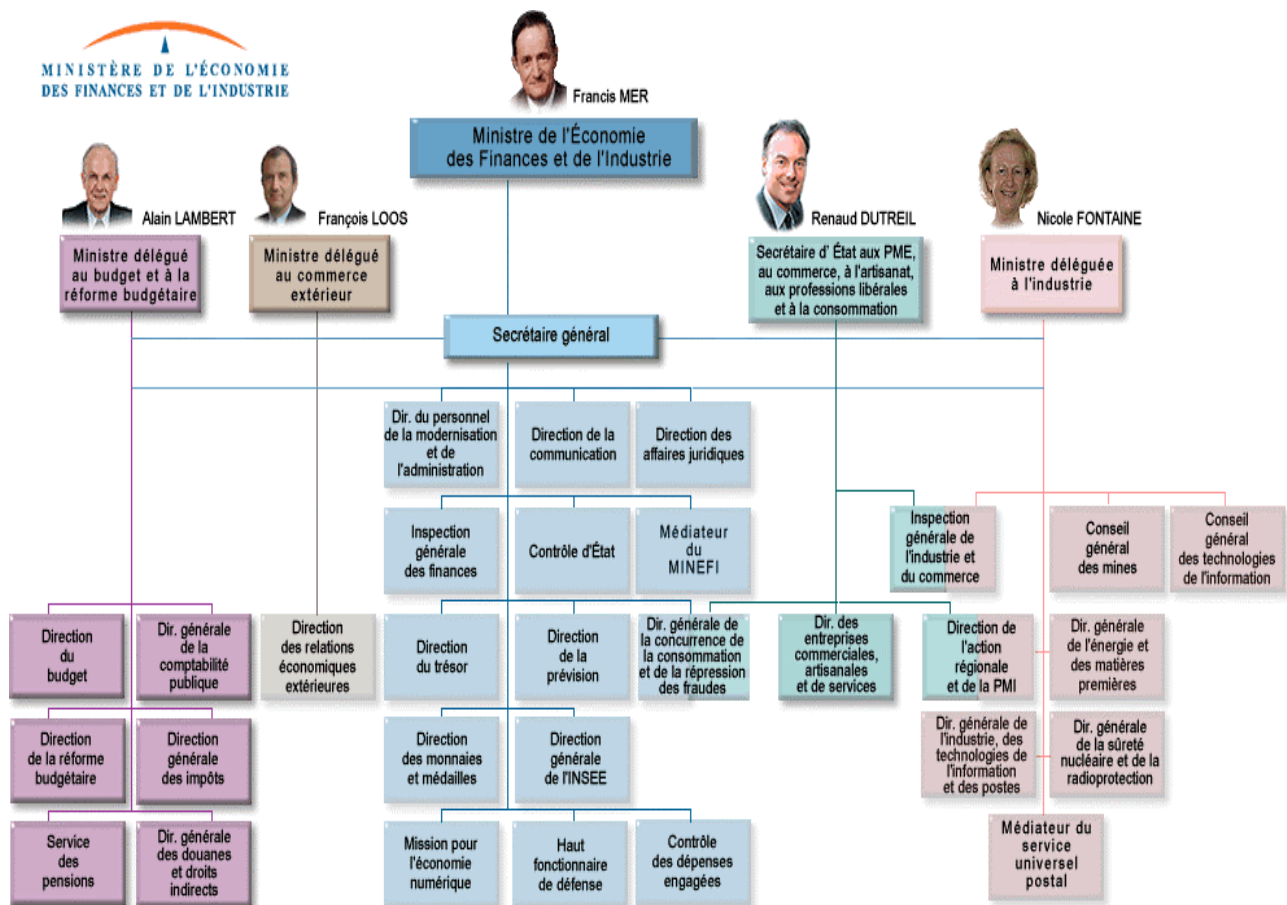 MINISTÈRE DE L'ÉCONOMIE
DES FINANCES ET DE L'INDUSTRIE
Francis MER
Ministre de l'Économie
des Finances et de l'Industrie
Alain LAMBERT
Ministre délégué
au budget et à la
réforme budgétaire
François LOOS
Ministre délégué
au commerce
extérieur
Renaud DUTREIL
Secrétaire d' État aux PME,
au commerce, à l'artisanat,
aux professions libérales
et à la consommation
Nicole FONTAINE
Ministre déléguée
à l'industrie
Secrétaire général
Dir. du personnel
de la modernisation
et de
l'administration
Direction de la
communication
Direction des
affaires juridiques
Inspection
générale
des finances
Contrôle d'État
Médiateur
du
MINEFI
Inspection
générale de
l'industrie et
du commerce
Conseil
général
des mines
Conseil
général
des technologies
de l'information
Direction
du
budget
Dir. générale
de la
comptabilité
publique
Direction
des relations
économiques
extérieures
Direction
du trésor
Direction
de la
prévision
Dir. générale de
la concurrence de
la consommation
et de la répression
des fraudes
Dir. des
entreprises
commerciales,
artisanales
et de services
Direction de
l'action
régionale
et de la PMI
Dir. générale
de l'énergie et
des matières
premières
Direction
de la réforme
budgétaire
Direction
générale
des impôts
Direction
des monnaies
et médailles
Direction
générale
de l'INSEE
Dir. générale de
l'industrie, des
technologies de
l'information
et des postes
Dir. générale
de la sûreté
nucléaire et de la
radioprotection
Service
des
pensions
Dir. générale
des douanes
et droits
indirects
Mission pour
l'économie
numérique
Haut
fonctionnaire
de défense
Contrôle
des dépenses
engagées
Médiateur du
service
universel
postal